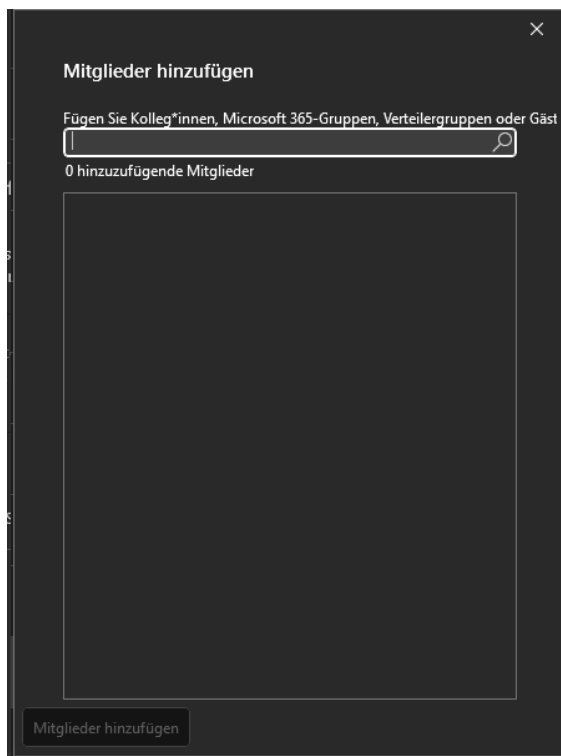 Mitglieder hinzufügen
Fügen Sie Kolleg*innen, Microsoft 365-Gruppen, Verteilergruppen oder Gäst
0 hinzuzufügende Mitglieder
Mitglieder hinzufügen